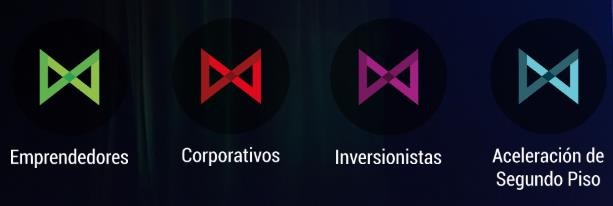 Emprendedores
Corporativos
Inversionistas
Aceleración de
Segundo Piso